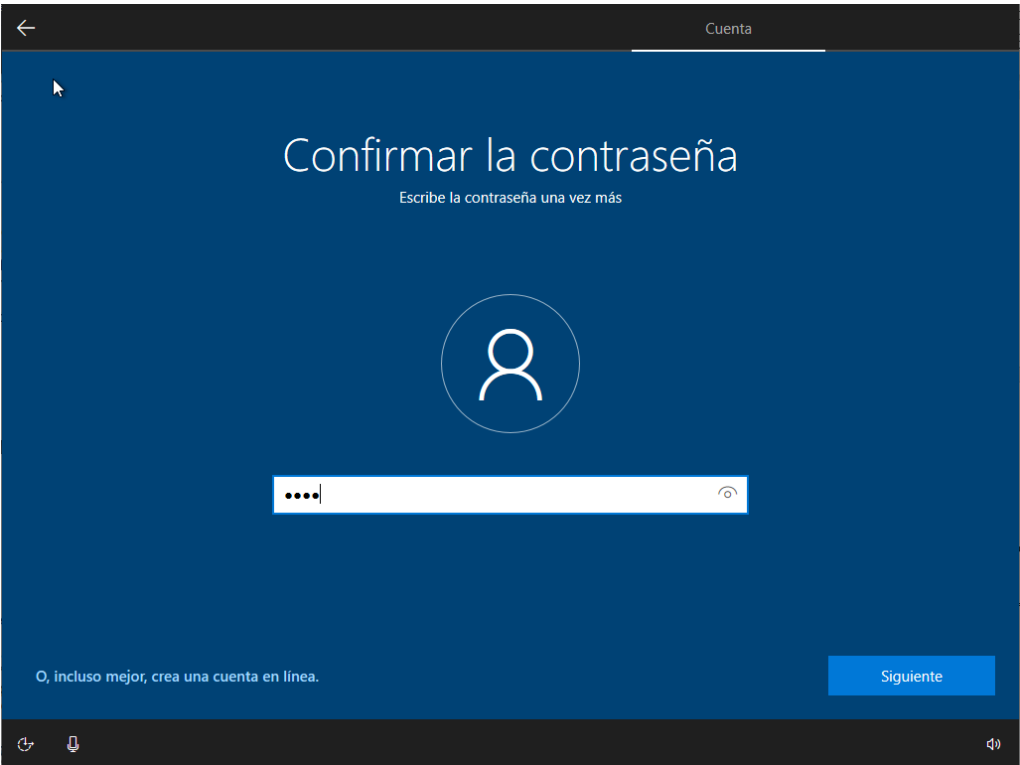 Cuenta
Confirmar la contraseña
Escribe la contraseña una vez más
O, incluso mejor, crea una cuenta en línea.
Siguiente